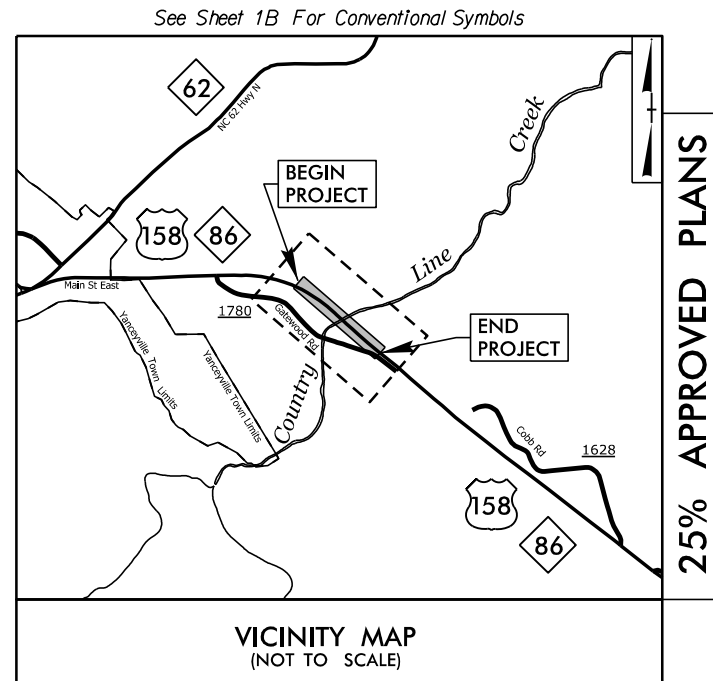 See Sheet 1B For Conventional Symbols
62
NC 62 Hwy N
Creek
BEGIN
PROJECT
158
86
Line
Main St East
1780
Gatewood Rd
END
PROJECT
Yanceyville Town
Limits
Yanceyville Town Limits
Country
Cobb Rd
1628
158
86
25% APPROVED PLANS
VICINITY MAP
(NOT TO SCALE)